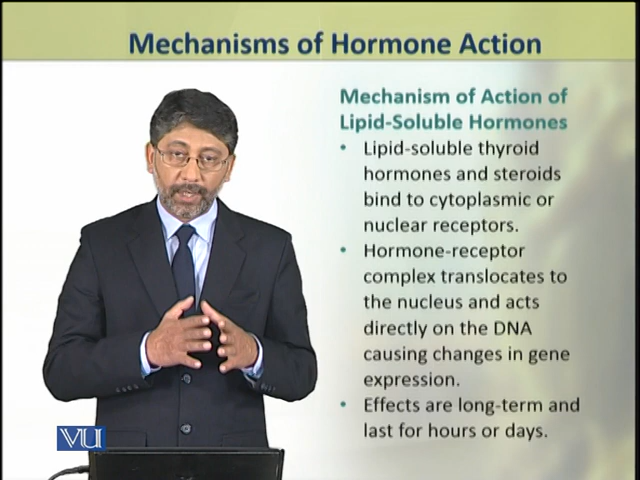 Mechanisms of Hormone Action
Mechanism of Action of
Lipid-Soluble Hormones
• Lipid-soluble thyroid
hormones and steroids
bind to cytoplasmic or
nuclear receptors.
• Hormone-receptor
complex translocates to
the nucleus and acts
directly on the DNA
causing changes in gene
expression.
• Effects are long-term and
last for hours or days.
VU